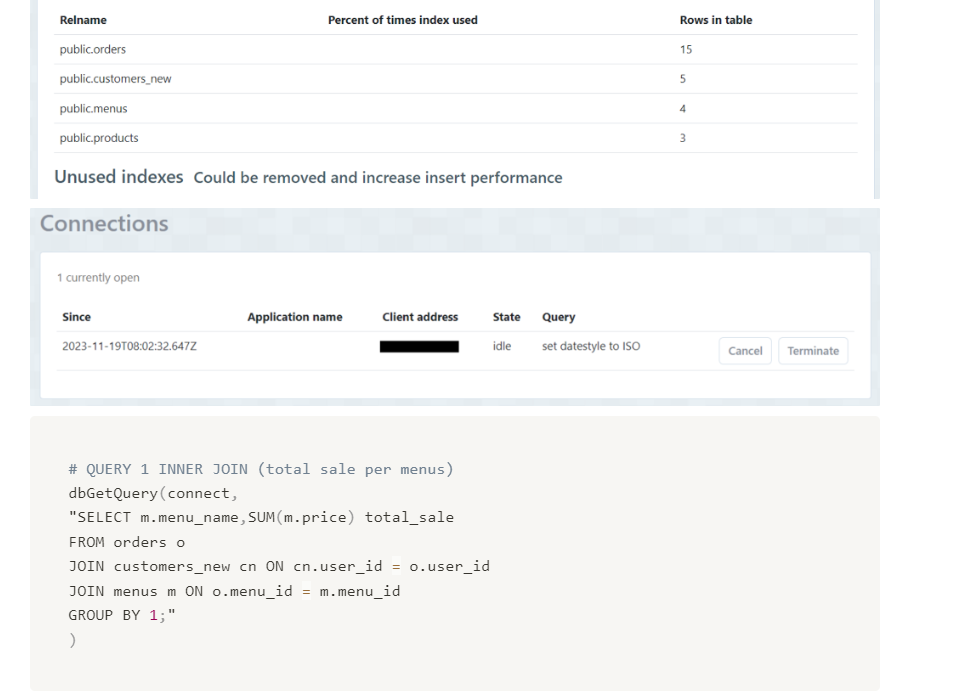 Relname Percent of times index used Rows in table
public.orders 15
public.customers_new 5
public.menus 4
public.products 3
Unused indexes Could be removed and increase insert performance
Connections
1 currently open
Since Application name Client address State Query
2023-11-19T08:02:32.647Z idle set datestyle to ISO Cancel Terminate
# QUERY 1 INNER JOIN (total sale per menus)
dbGetQuery(connect,
"SELECT m.menu_name,SUM(m.price) total_sale
FROM orders o
JOIN customers_new cn ON cn.user_id = o.user_id
JOIN menus m ON o.menu_id = m.menu_id
GROUP BY 1;"
)